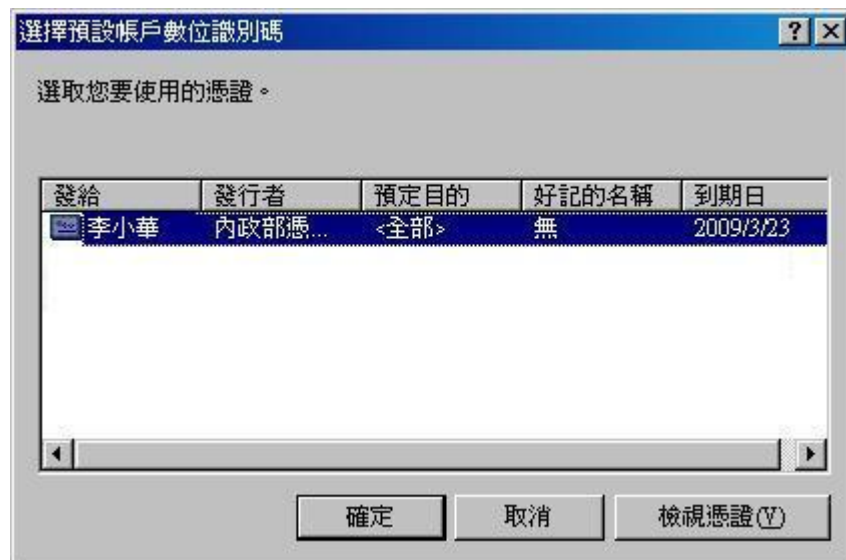 選擇預設帳戶數位識別碼
選取您要使用的憑證。
發給 發行者 預定目的 好記的名稱 到期日
李小華 內政部憑... <全部> 無 2009/3/23
確定 取消 檢視憑證(V)